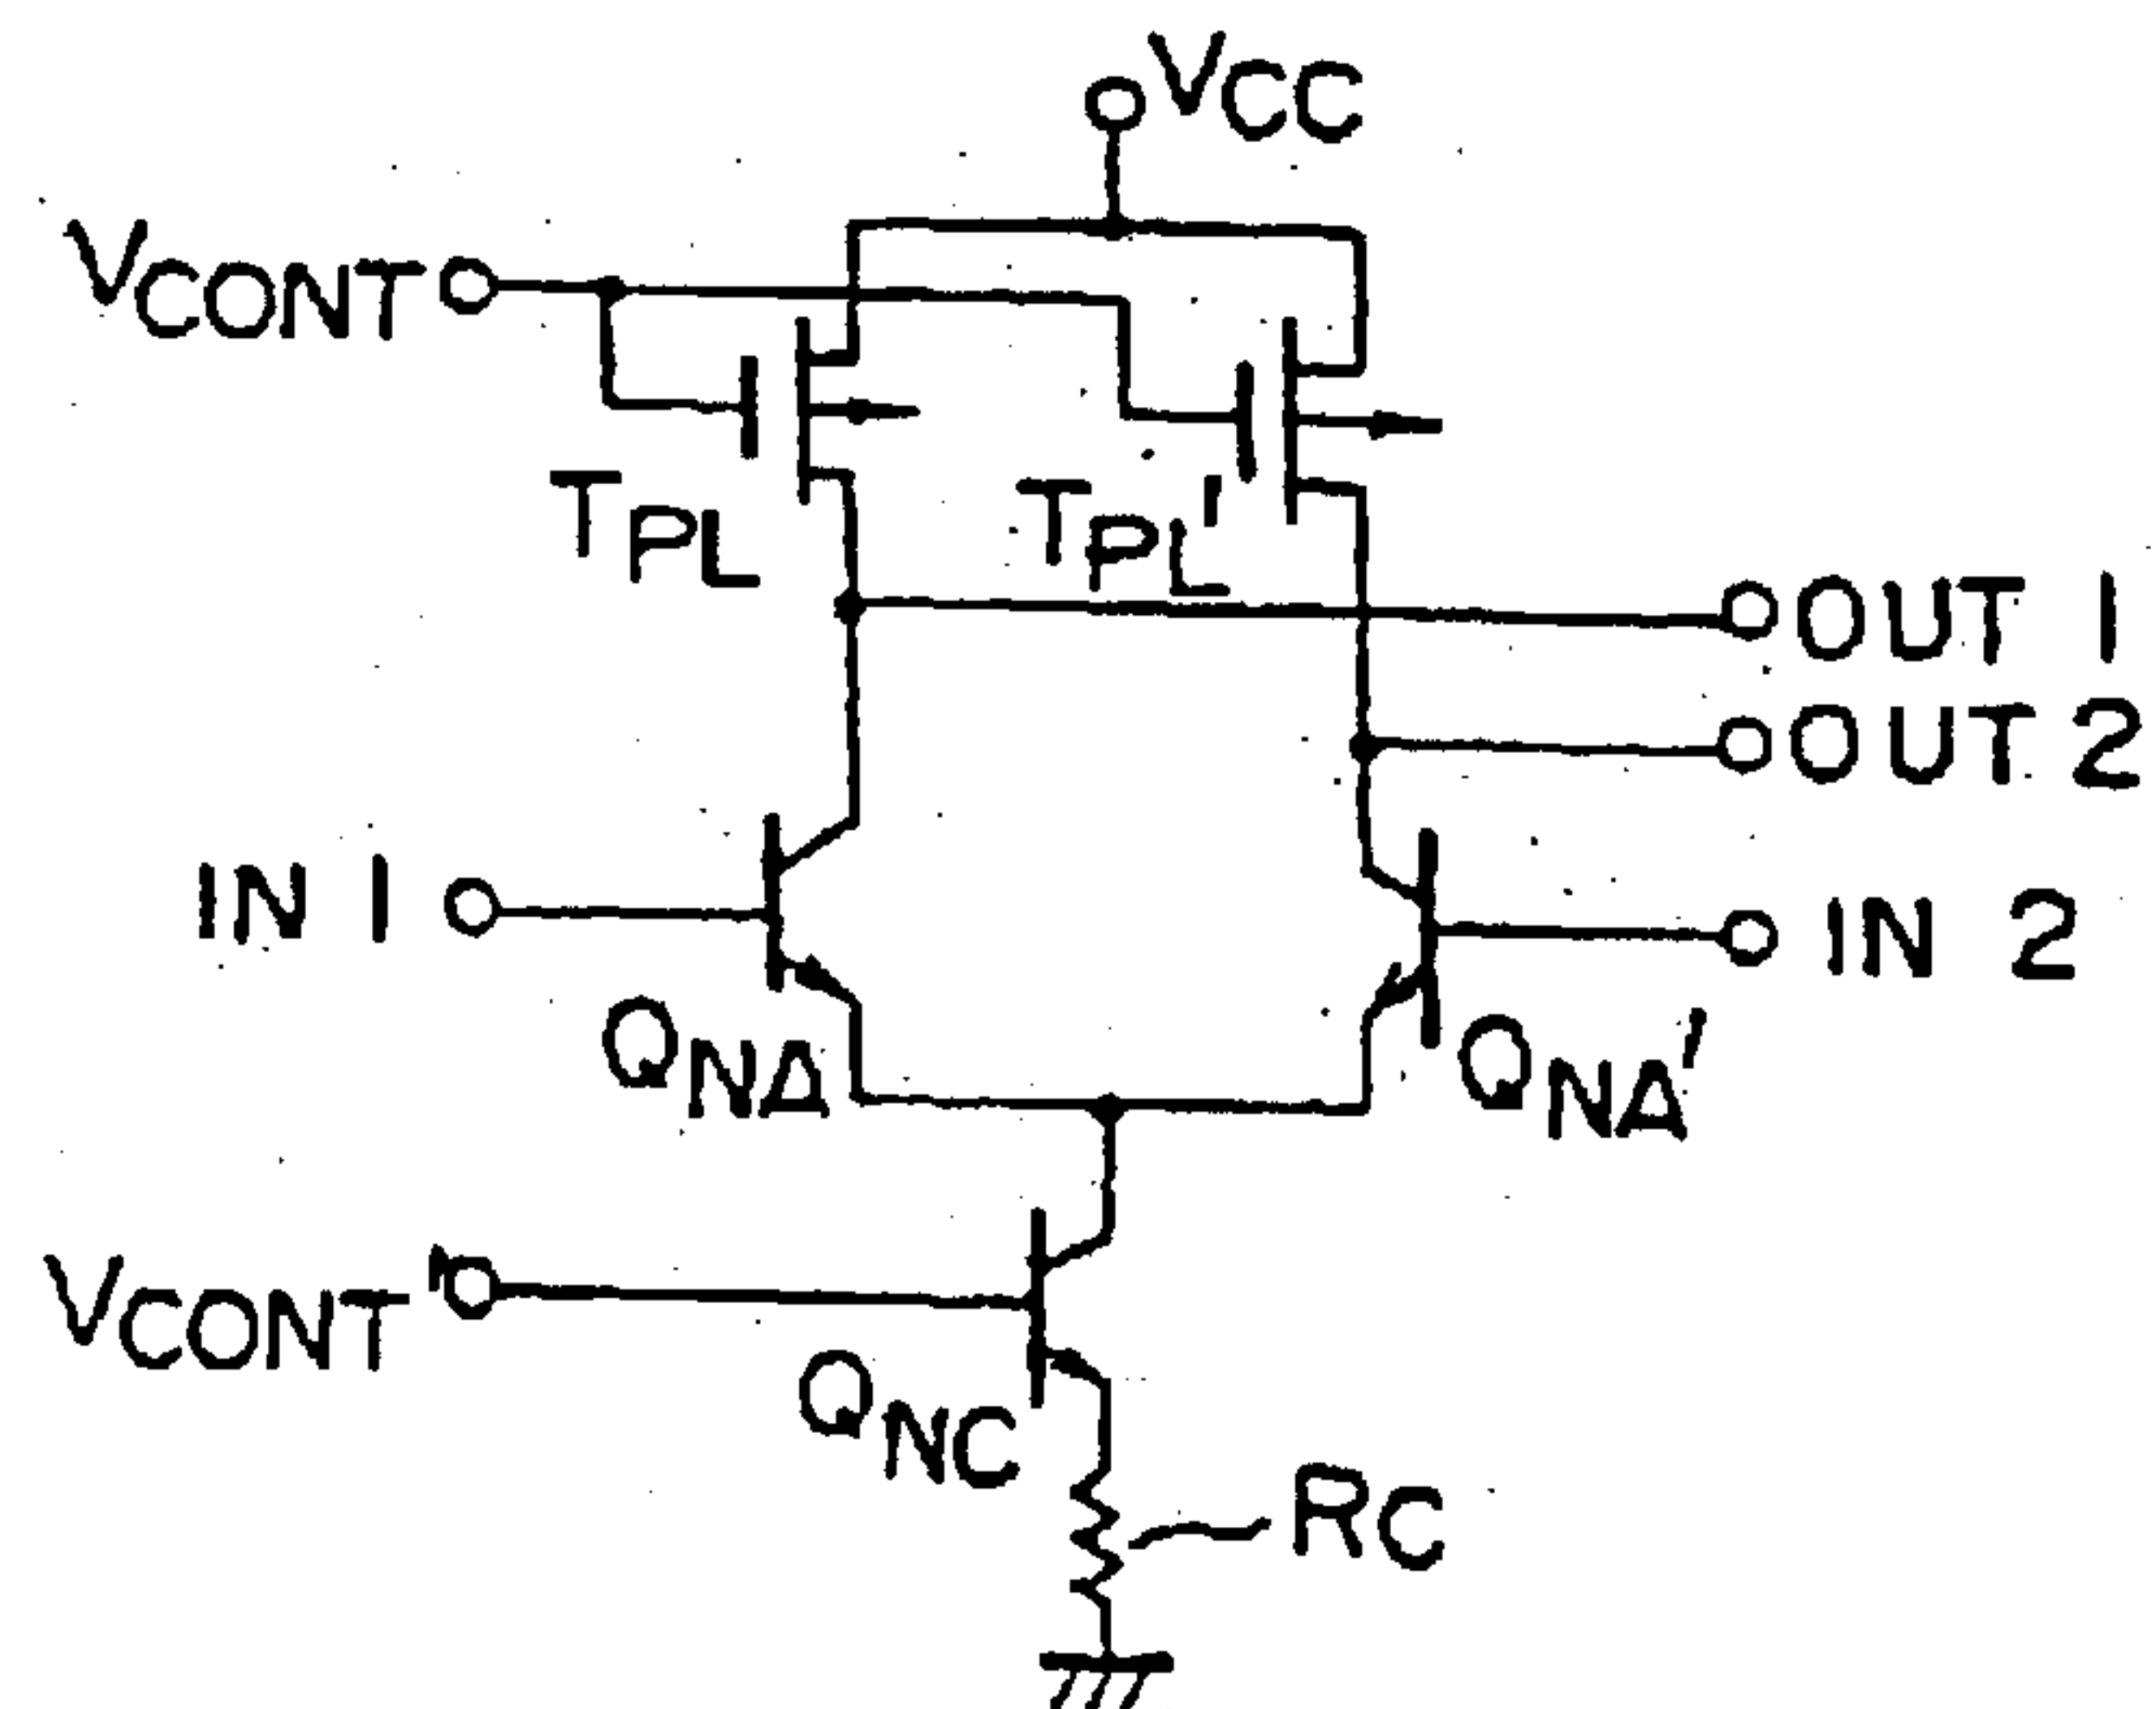 VCC
VCONT
TPL
TPL'
OUT 1
OUT 2
IN 1
IN 2
QNA
QNA'
VCONT'
QNC
RC